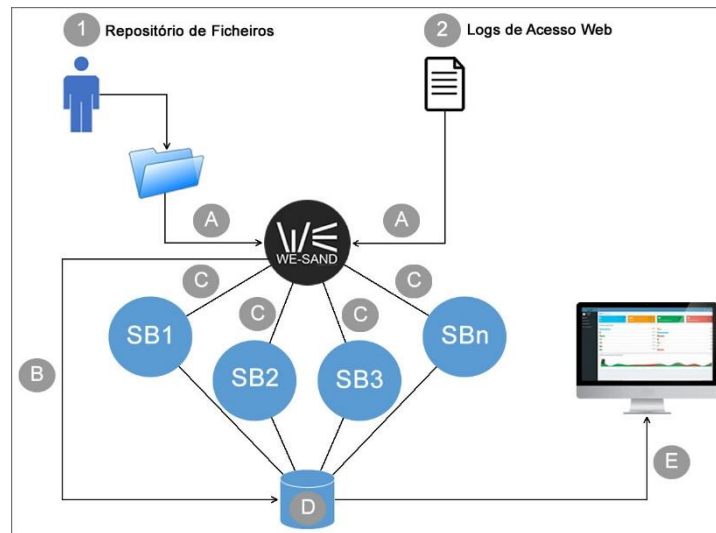 1 Repositório de Ficheiros
2 Logs de Acesso Web
A
A
WE-SAND
C
C
C
C
SB1
SB2
SB3
SBn
B
D
E